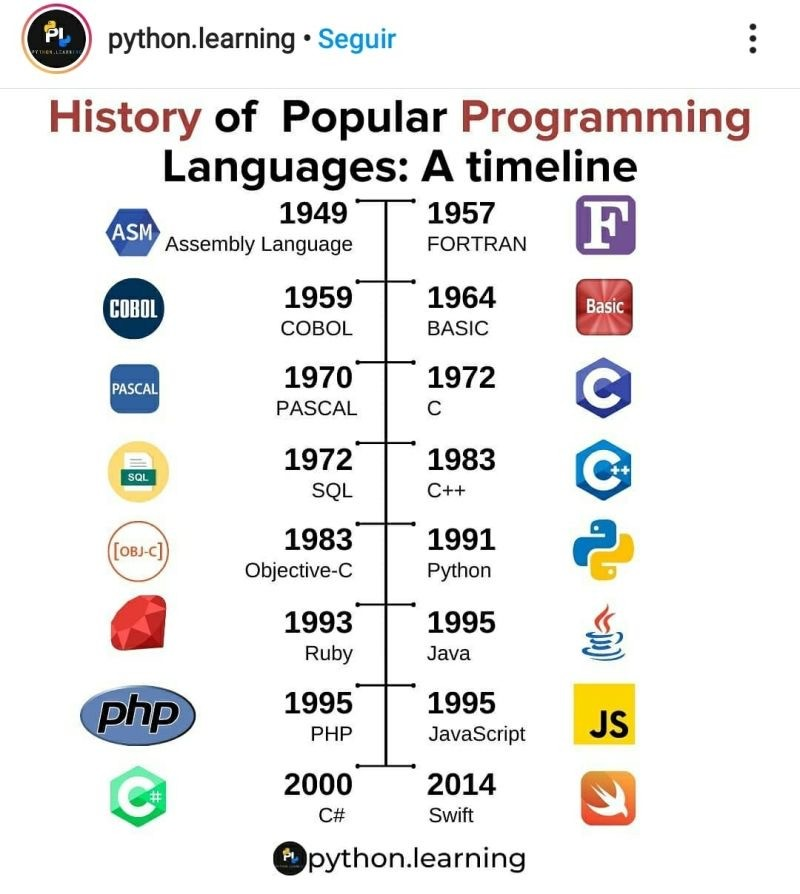 python.learning • Seguir
History of Popular Programming
Languages: A timeline
ASM
1949
Assembly Language
1957
FORTRAN
F
COBOL
1959
COBOL
1964
BASIC
Basic
PASCAL
1970
PASCAL
1972
C
C
SQL
1972
SQL
1983
C++
C++
[OBJ-C]
1983
Objective-C
1991
Python
1993
Ruby
1995
Java
php
1995
PHP
1995
JavaScript
JS
C#
2000
C#
2014
Swift
python.learning